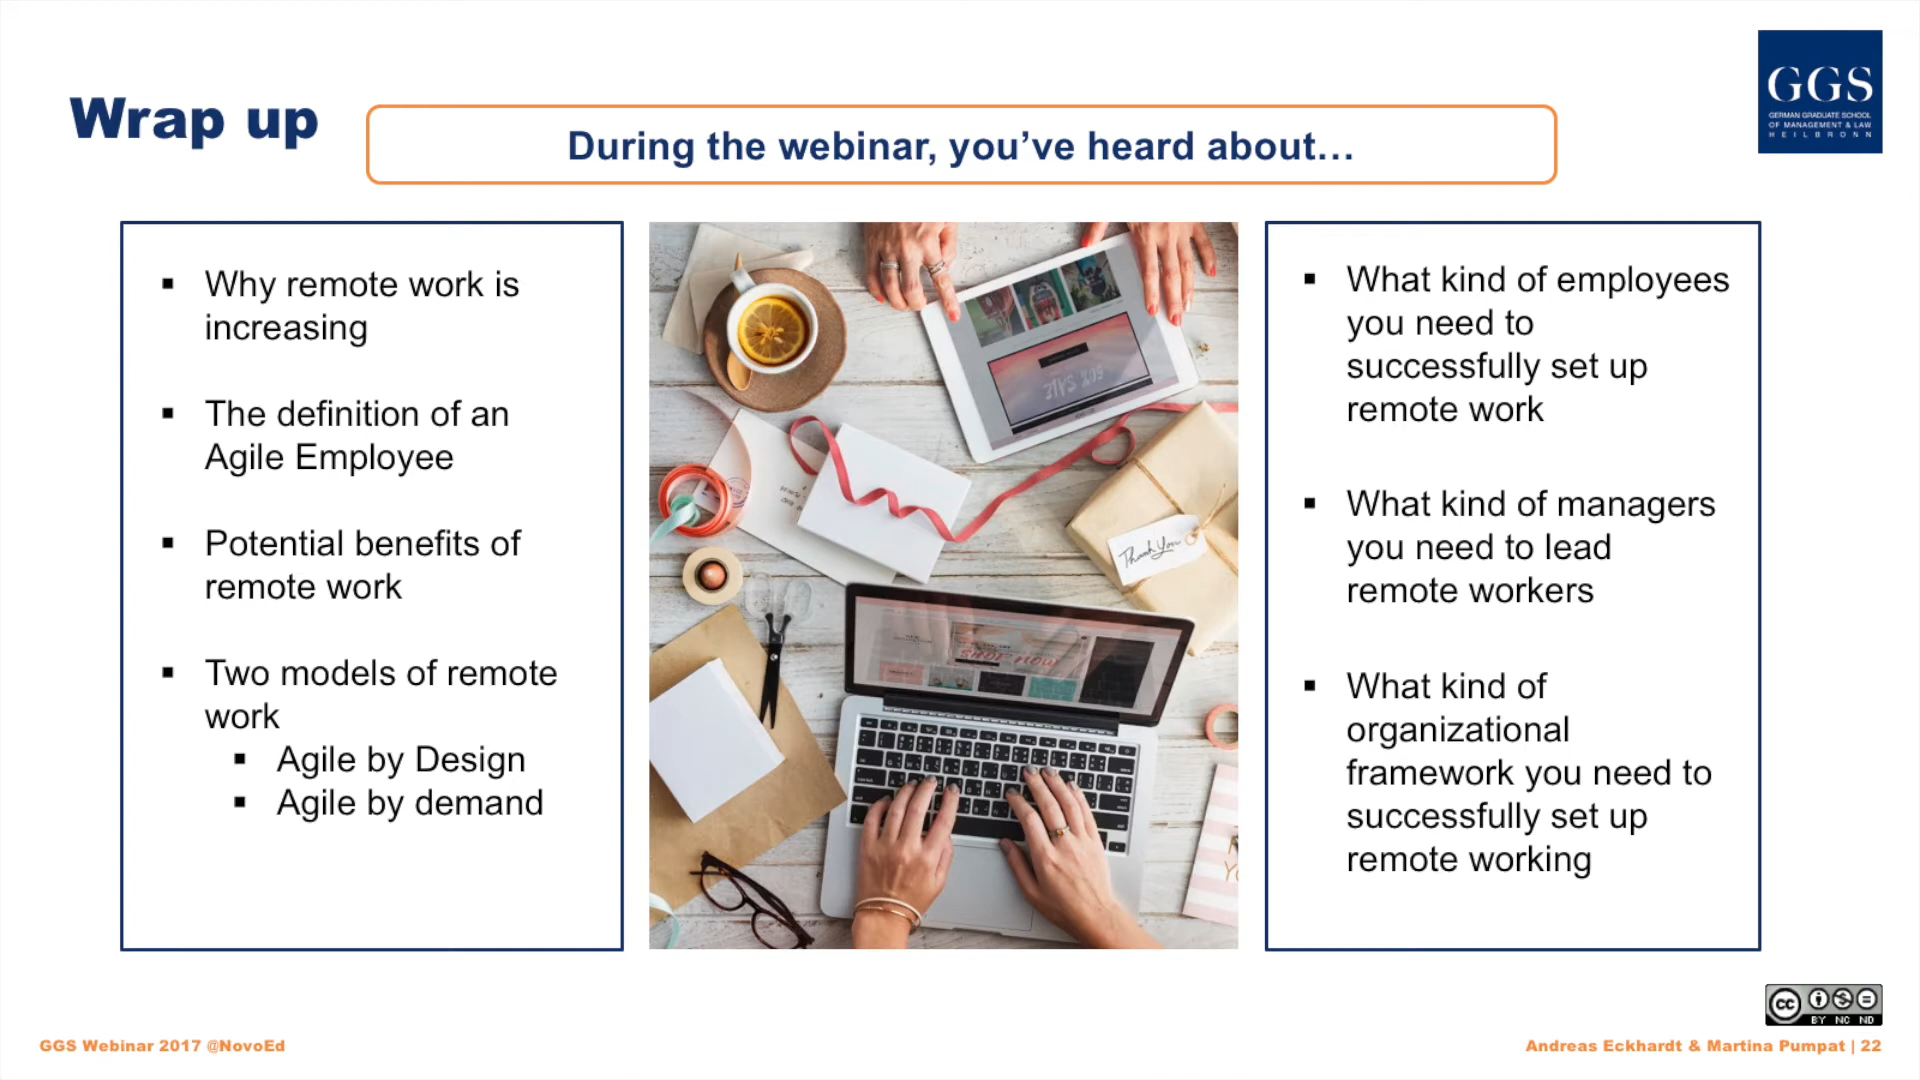 Wrap up
During the webinar, you’ve heard about…
GGS
GERMAN GRADUATE SCHOOL
OF MANAGEMENT & LAW
HEILBRONN
▪ Why remote work is
increasing
▪ The definition of an
Agile Employee
▪ Potential benefits of
remote work
▪ Two models of remote
work
▪ Agile by Design
▪ Agile by demand
Thank You
SHOP NOW
▪ What kind of employees
you need to
successfully set up
remote work
▪ What kind of managers
you need to lead
remote workers
▪ What kind of
organizational
framework you need to
successfully set up
remote working
cc
BY NC ND
GGS Webinar 2017 @NovoEd
Andreas Eckhardt & Martina Pumpat | 22